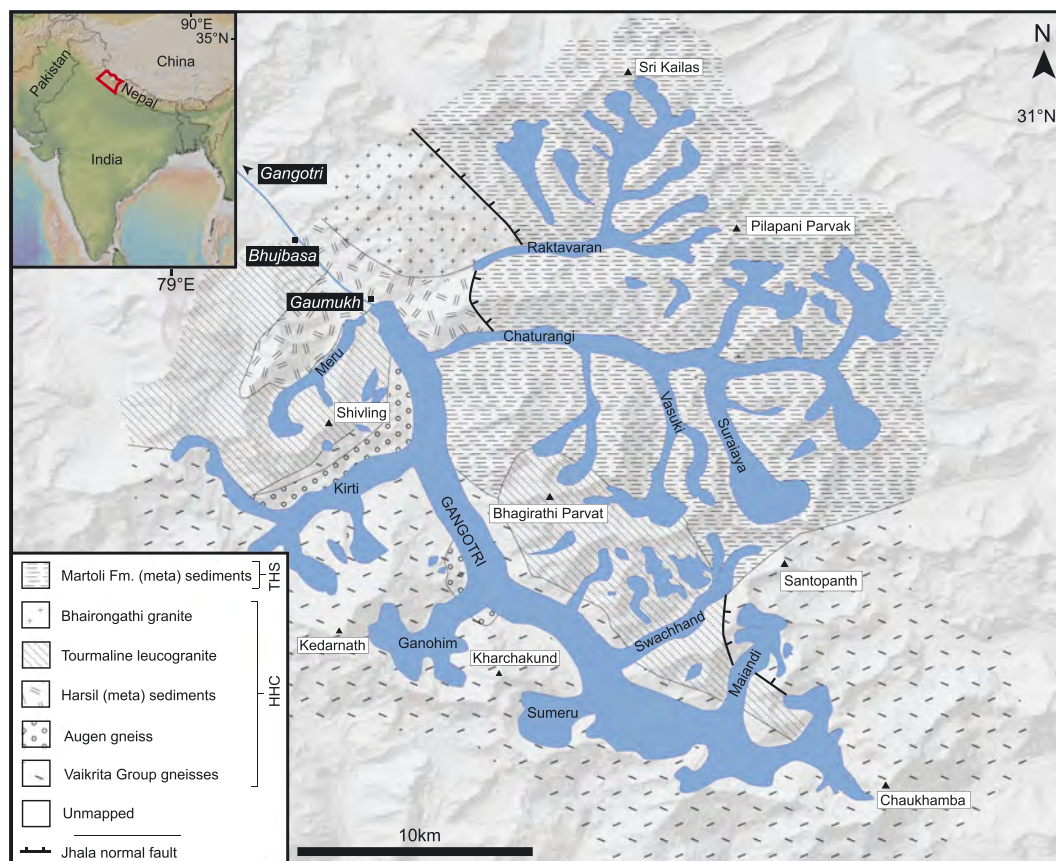 90°E
35°N
China
Pakistan
Nepal
India
N
31°N
79°E
Sri Kailas
Gangotri
Pilapani Parvak
Raktavaran
Bhujbasa
Gaumukh
Chaturangi
Meru
Shivling
Vasuki
Suraiaya
Kirti
GANGOTRI
Bhagirathi Parvat
Santopanth
Swachhand
Kedarnath
Ganohim
Kharchakund
Maiandi
Sumeru
Chaukhamba
Martoli Fm. (meta) sediments
THS
Bhairongathi granite
Tourmaline leucogranite
Harsil (meta) sediments
HHC
Augen gneiss
Vaikrita Group gneisses
Unmapped
Jhala normal fault
10km